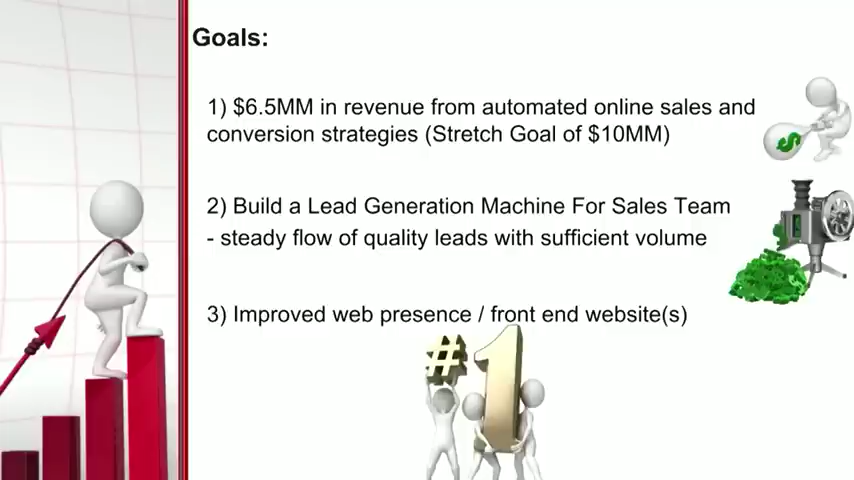 Goals:
1) $6.5MM in revenue from automated online sales and
conversion strategies (Stretch Goal of $10MM)
2) Build a Lead Generation Machine For Sales Team
- steady flow of quality leads with sufficient volume
3) Improved web presence / front end website(s)
#1